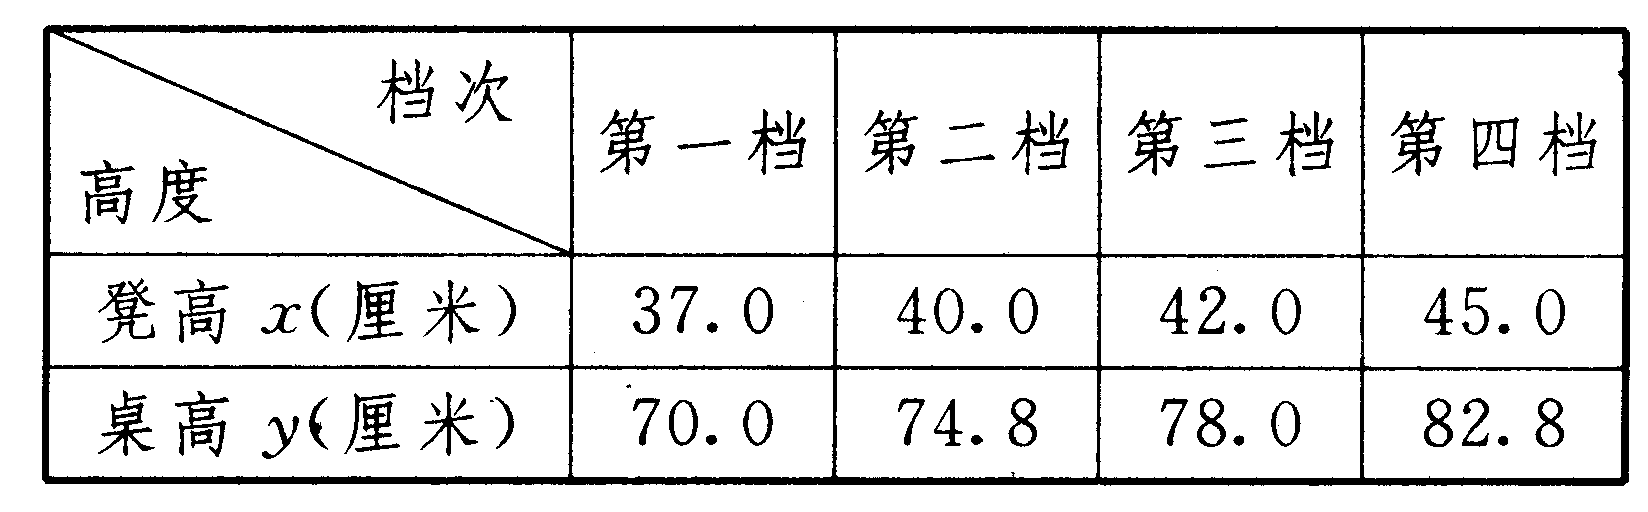 档次
高度
第一档 第二档 第三档 第四档
凳高 x(厘米) 37.0 40.0 42.0 45.0
桌高 y(厘米) 70.0 74.8 78.0 82.8